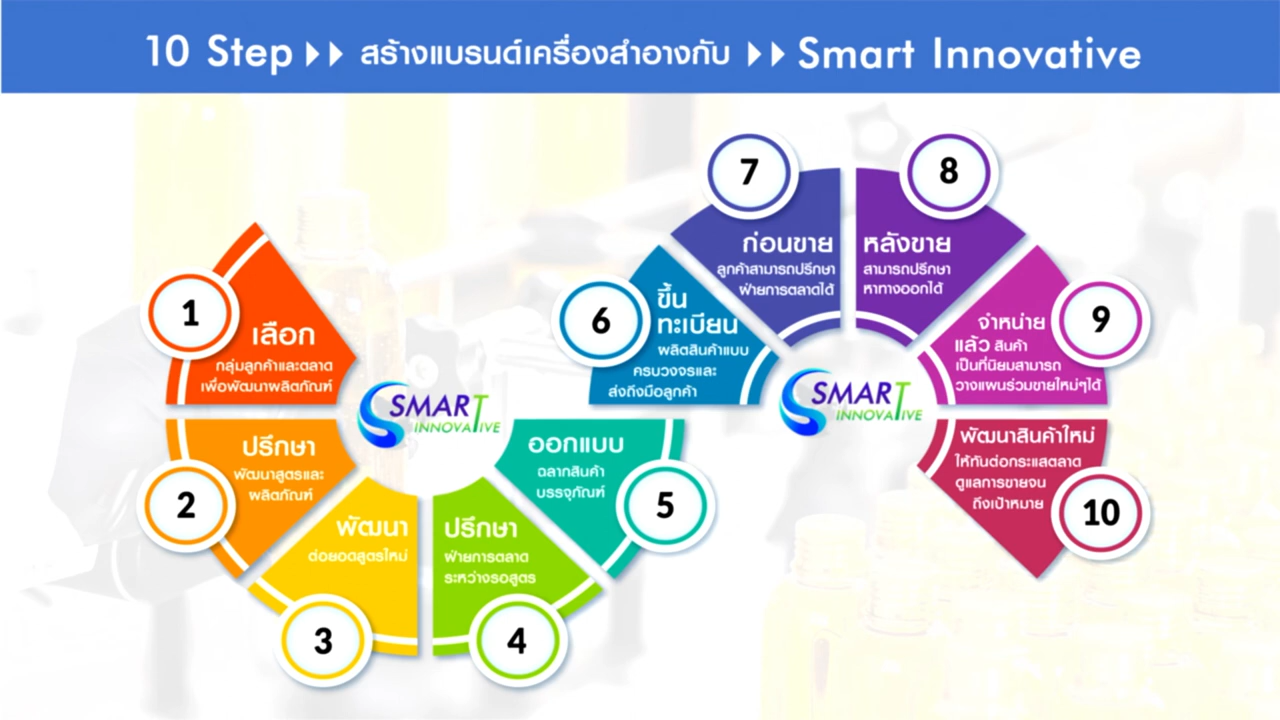 10 Step สร้างแบรนด์เครื่องสำอางกับ Smart Innovative
1
เลือก
กลุ่มลูกค้าและตลาด
เพื่อพัฒนาผลิตภัณฑ์
2
ปรึกษา
พัฒนาสูตรและ
ผลิตภัณฑ์
3
พัฒนา
ต่อยอดสูตรใหม่
4
ปรึกษา
ฝ่ายการตลาด
ระหว่างรอสูตร
5
ออกแบบ
ฉลากสินค้า
บรรจุภัณฑ์
SMART
INNOVATIVE
6
ขึ้น
ทะเบียน
ผลิตสินค้าแบบ
ครบวงจรและ
ส่งถึงมือลูกค้า
7
ก่อนขาย
ลูกค้าสามารถปรึกษา
ฝ่ายการตลาดได้
8
หลังขาย
สามารถปรึกษา
หาทางออกได้
9
จำหน่าย
แล้ว สินค้า
เป็นที่นิยมสามารถ
วางแผนร่วมขายใหม่ๆได้
10
พัฒนาสินค้าใหม่
ให้ทันต่อกระแสตลาด
ดูแลการขายจน
ถึงเป้าหมาย
SMART
INNOVATIVE